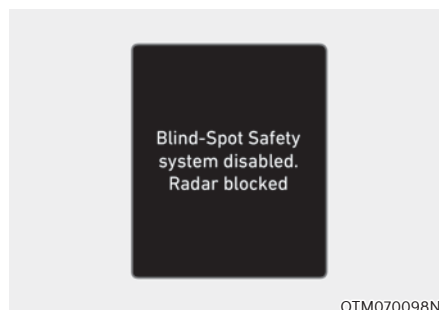 Blind-Spot Safety
system disabled.
Radar blocked
OTM070098N